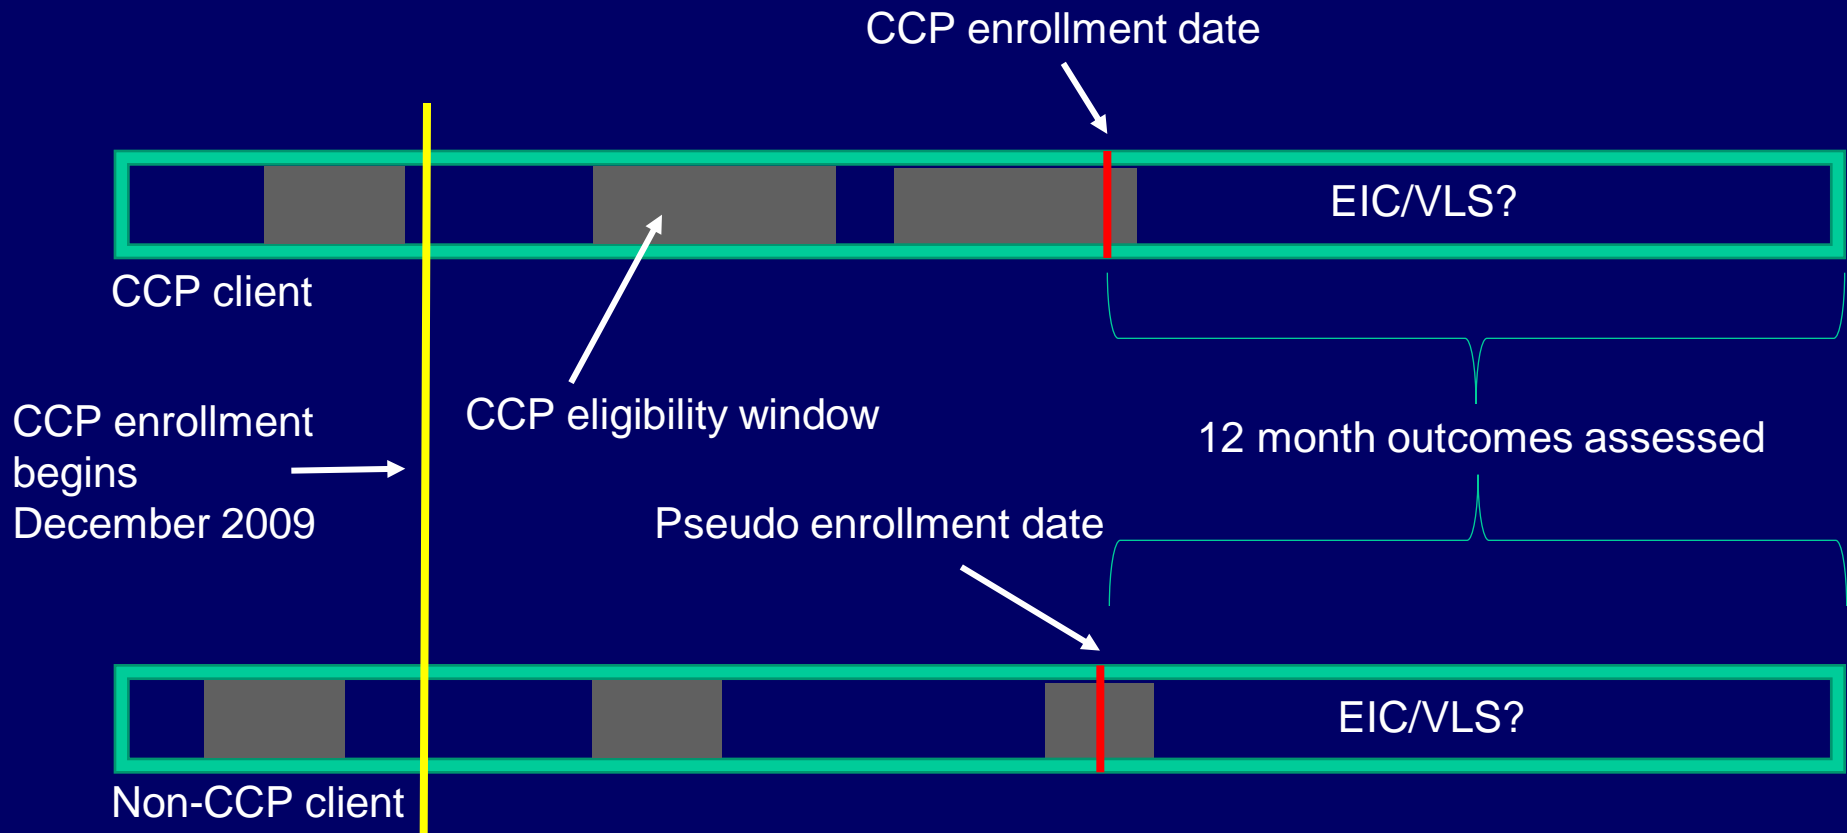 CCP enrollment date
EIC/VLS?
CCP client
CCP eligibility window
CCP enrollment
begins
December 2009
12 month outcomes assessed
Pseudo enrollment date
EIC/VLS?
Non-CCP client